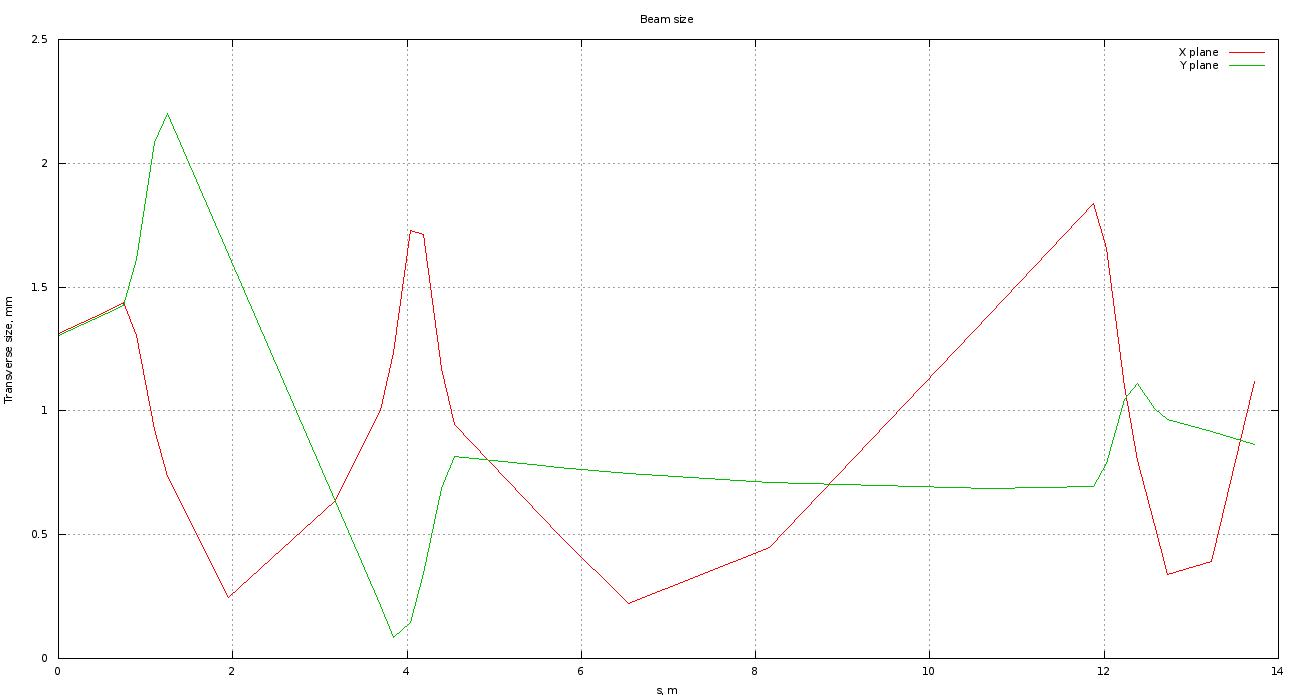 Beam size
X plane
Y plane
2.5
2
1.5
1
0.5
0
Transverse size, mm
0 2 4 6 8 10 12 14
s, m